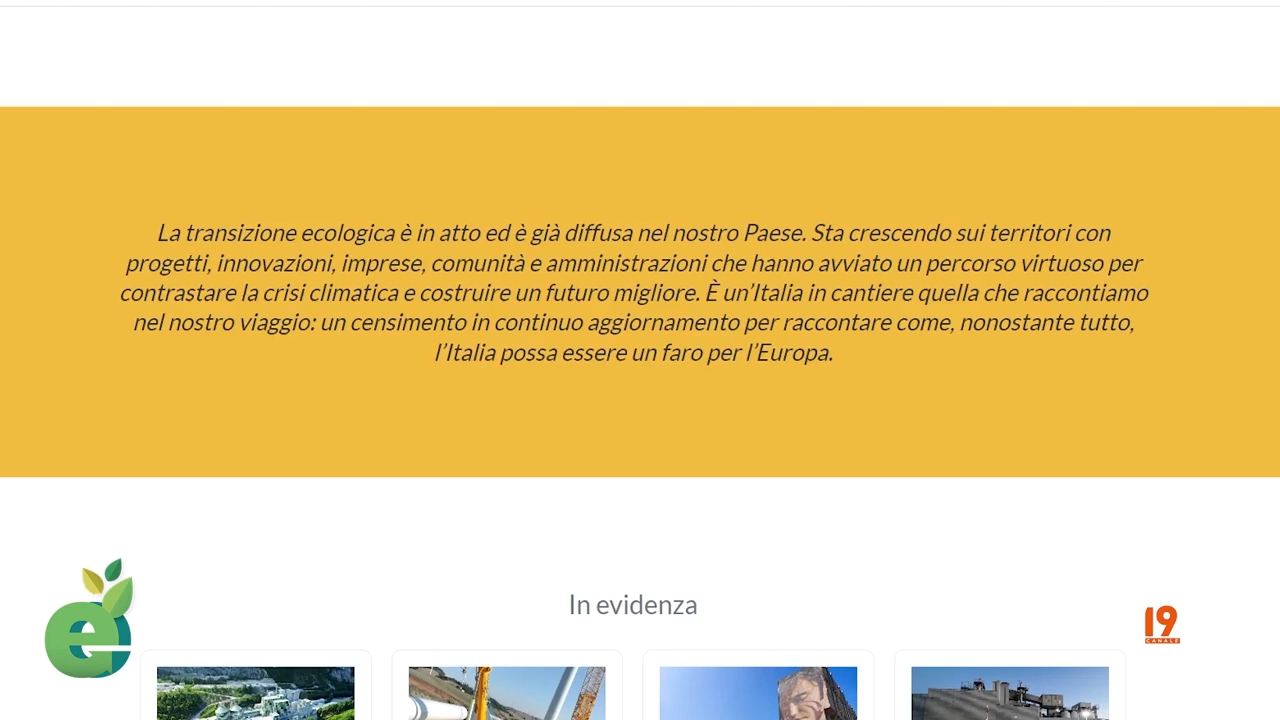 La transizione ecologica è in atto ed è già diffusa nel nostro Paese. Sta crescendo sui territori con
progetti, innovazioni, imprese, comunità e amministrazioni che hanno avviato un percorso virtuoso per
contrastare la crisi climatica e costruire un futuro migliore. È un’Italia in cantiere quella che raccontiamo
nel nostro viaggio: un censimento in continuo aggiornamento per raccontare come, nonostante tutto,
l’Italia possa essere un faro per l’Europa.
In evidenza
e
19
CANALE